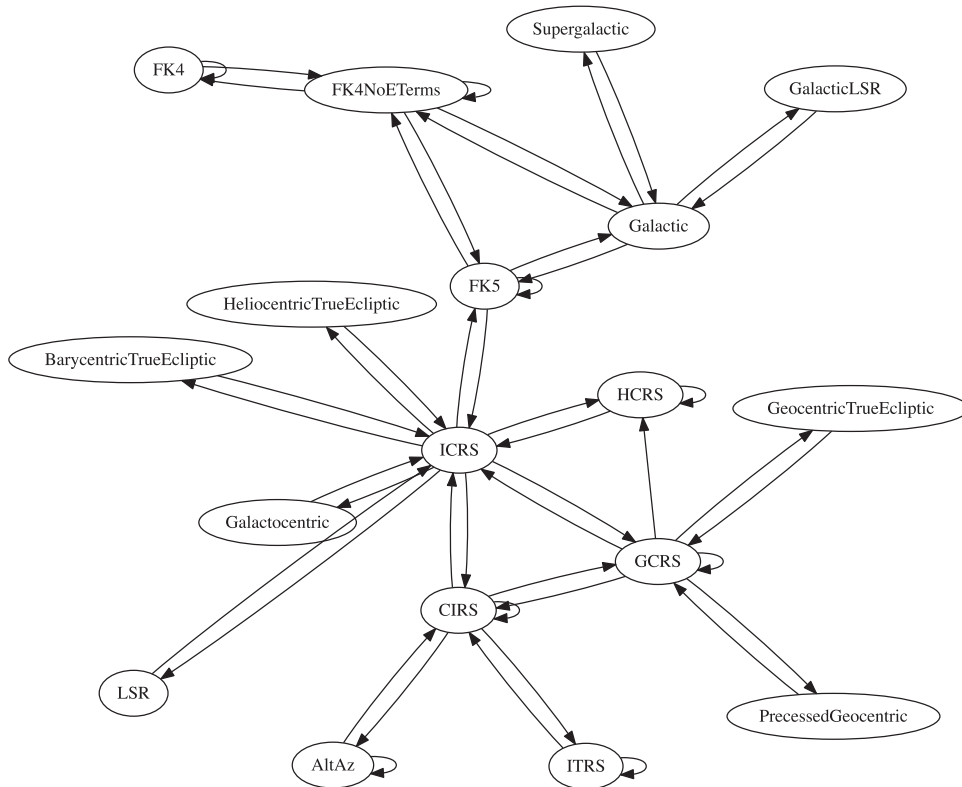 Supergalactic
FK4
FK4NoETerms
GalacticLSR
Galactic
FK5
HeliocentricTrueEcliptic
BarycentricTrueEcliptic
HCRS
GeocentricTrueEcliptic
ICRS
Galactocentric
GCRS
CIRS
LSR
PrecessedGeocentric
AltAz
ITRS